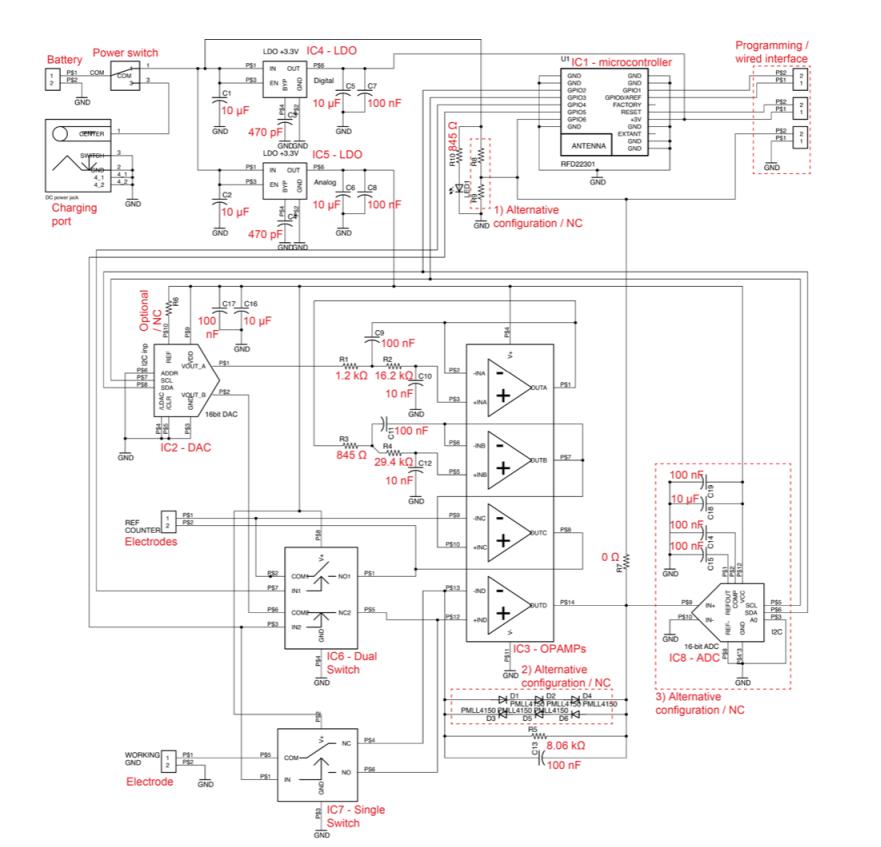 Battery
Power switch
P$1
COM
P$2
1
2
GND
COM
1
3
CENTER
1
SWITCH
3
GND
2
4_1
4_1
4_2
4_2
DC power jack
GND
Charging
port
LDO +3.3V
IC4 - LDO
P$1
IN
OUT
P$5
P$3
EN
BYP
GND
Digital
C1
10 µF
GND
P$4
P$2
470 pF
GND
GND
C5
10 µF
C7
100 nF
GND
LDO +3.3V
IC5 - LDO
P$1
IN
OUT
P$5
P$3
EN
BYP
GND
Analog
C2
10 µF
GND
P$4
P$2
470 pF
GND
GND
C6
10 µF
C8
100 nF
GND
R10
845 Ω
LED1
R8
R9
GND
1) Alternative
configuration / NC
U1
IC1 - microcontroller
GND
GND
GPIO2
GPIO3
GPIO4
GPIO5
GPIO6
GND
GND
GND
GPIO1
GPIO0/AREF
FACTORY
RESET
+3V
GND
EXTANT
GND
GND
ANTENNA
RFD22301
GND
Programming /
wired interface
P$2
2
P$1
1
P$2
2
P$1
1
P$2
2
P$1
1
GND
Optional
/ NC
R6
P$10
P$9
C17
100
nF
C16
10 µF
GND
I2C inp
REF
VDD
VOUT_A
P$1
P$6
ADDR
P$7
SCL
P$8
SDA
VOUT_B
P$2
/LDAC
/CLR
GND
16bit DAC
P$4
P$5
P$3
GND
IC2 - DAC
C9
100 nF
R1
1.2 kΩ
R2
16.2 kΩ
C10
10 nF
GND
C11
100 nF
R3
845 Ω
R4
29.4 kΩ
C12
10 nF
GND
P$4
V+
P$2
-INA
P$3
+INA
OUTA
P$1
P$6
-INB
P$5
+INB
OUTB
P$7
P$9
-INC
P$10
+INC
OUTC
P$8
P$13
-IND
P$12
+IND
OUTD
P$14
V-
P$11
GND
IC3 - OPAMPs
REF
COUNTER
1
2
P$1
P$2
Electrodes
P$8
V+
P$2
COM1
NO1
P$1
P$7
IN1
P$6
COM2
NC2
P$5
P$3
IN2
GND
P$4
GND
IC6 - Dual
Switch
0 Ω
R7
100 nF
C19
10 µF
C18
100 nF
C14
100 nF
C15
GND
P$1
P$2
P$12
P$9
IN+
REFOUT
COMP
VCC
SCL
P$5
SDA
P$6
A0
P$3
P$10
IN-
REF-
GND
I2C
16-bit ADC
P$8
P$4*3
GND
GND
IC8 - ADC
3) Alternative
configuration / NC
2) Alternative
configuration / NC
D1
D2
D4
PMLL4150
PMLL4150
PMLL4150
PMLL4150
D3
D5
D6
R5
8.06 kΩ
C13
100 nF
WORKING
GND
1
2
P$1
P$2
GND
Electrode
P$2
V+
P$5
COM
NC
P$4
P$1
IN
NO
P$6
GND
P$3
GND
IC7 - Single
Switch